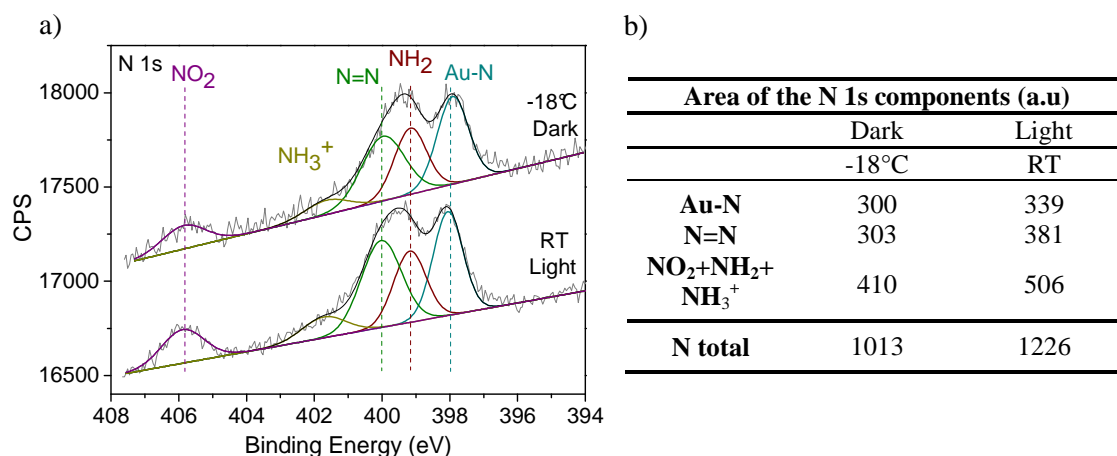 a)
N 1s
NO₂
NH₃⁺
N=N
NH₂
Au-N
-18°C
Dark
RT
Light
18000
17500
17000
16500
CPS
408 406 404 402 400 398 396 394
Binding Energy (eV)
b)
Area of the N 1s components (a.u)
Dark Light
-18°C RT
Au-N 300 339
N=N 303 381
NO₂+NH₂+
NH₃⁺ 410 506
N total 1013 1226